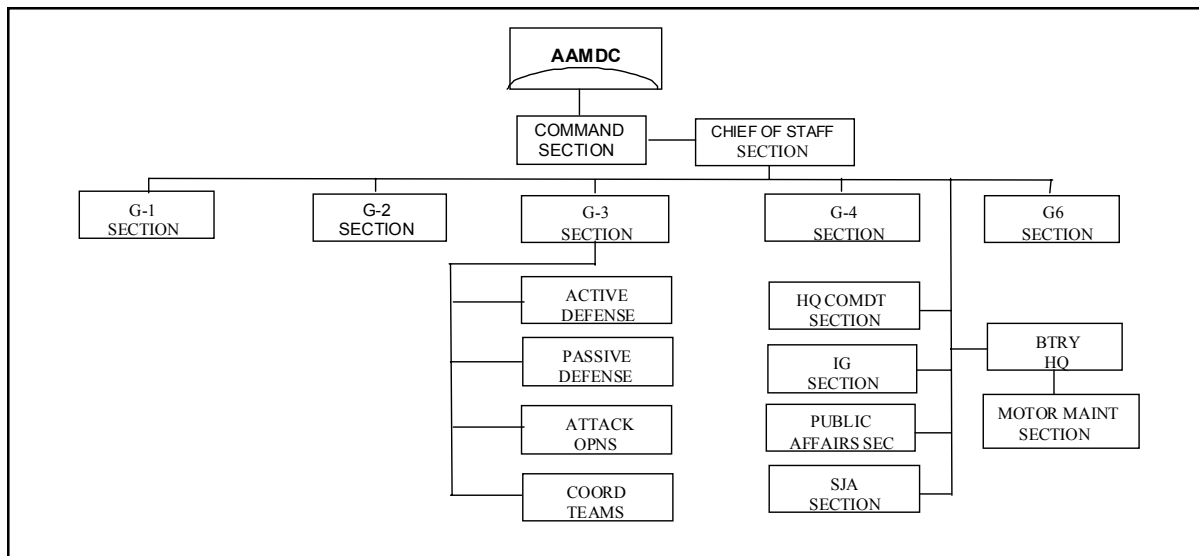 AAMDC
COMMAND
SECTION
CHIEF OF STAFF
SECTION
G-1
SECTION
G-2
SECTION
G-3
SECTION
G-4
SECTION
G6
SECTION
ACTIVE
DEFENSE
PASSIVE
DEFENSE
ATTACK
OPNS
COORD
TEAMS
HQ COMDT
SECTION
IG
SECTION
PUBLIC
AFFAIRS SEC
SJA
SECTION
BTRY
HQ
MOTOR MAINT
SECTION